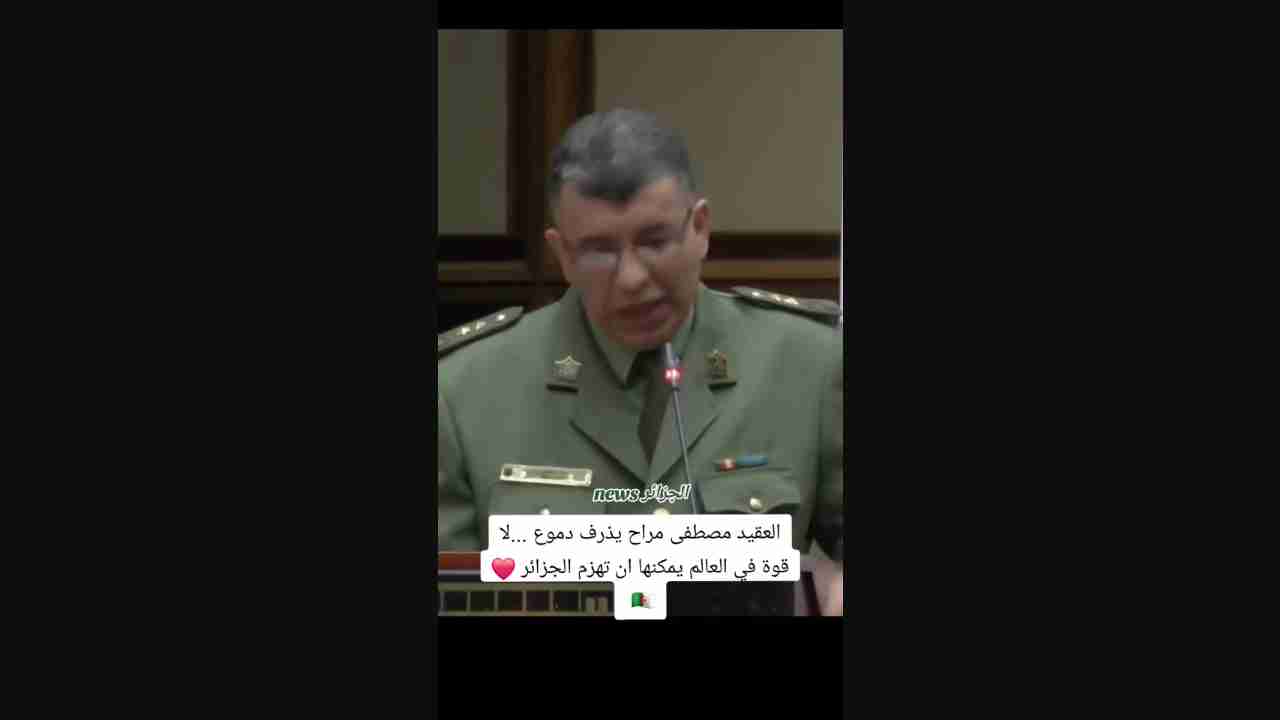 الجزائر news
العقيد مصطفى مراح يذرف دموع ...لا
قوة في العالم يمكنها ان تهزم الجزائر ❤️
🇩🇿